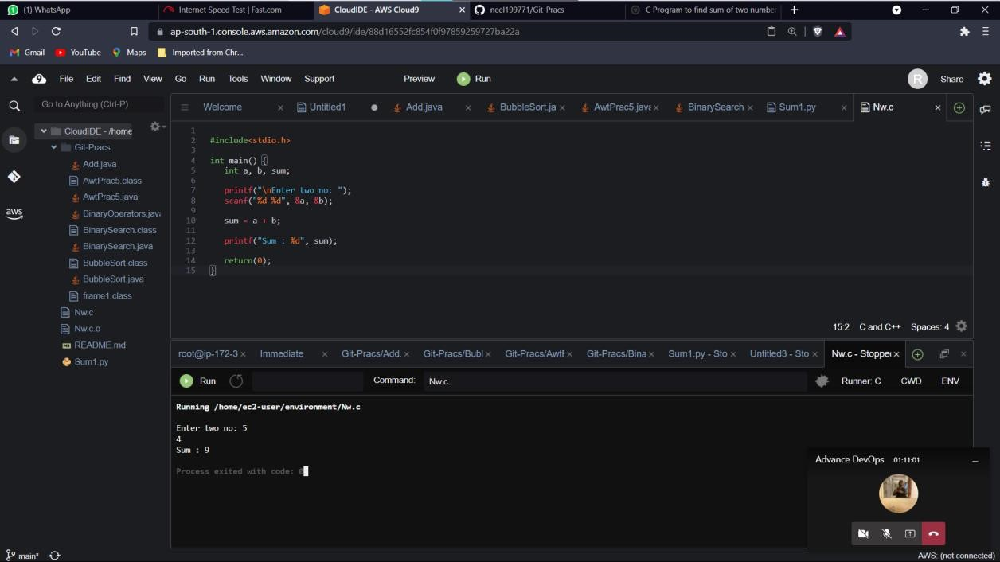 (1) WhatsApp
Internet Speed Test | Fast.com
CloudIDE - AWS Cloud9
neel199771/Git-Pracs
C Program to find sum of two number
ap-south-1.console.aws.amazon.com/cloud9/ide/88d16552fc854f0f97859259727ba22a
Gmail YouTube Maps Imported from Chr...
File Edit Find View Go Run Tools Window Support Preview Run R Share
Go to Anything (Ctrl-P)
Welcome Untitled1 Add.java BubbleSort.ja AwtPrac5.java BinarySearch Sum1.py Nw.c
CloudIDE - /home
Git-Pracs
Add.java
AwtPrac5.class
AwtPrac5.java
BinaryOperators.java
BinarySearch.class
BinarySearch.java
BubbleSort.class
BubbleSort.java
frame1.class
Nw.c
Nw.c.o
README.md
Sum1.py
aws
1
2 #include<stdio.h>
3
4 int main() {
5 int a, b, sum;
6
7 printf("\nEnter two no: ");
8 scanf("%d %d", &a, &b);
9
10 sum = a + b;
11
12 printf("Sum : %d", sum);
13
14 return(0);
15 }
15:2 C and C++ Spaces: 4
root@ip-172-3 Immediate Git-Pracs/Add. Git-Pracs/Bubl Git-Pracs/AwtF Git-Pracs/Bina Sum1.py - Sto Untitled3 - Sto Nw.c - Stopped
Run Command: Nw.c Runner: C CWD ENV
Running /home/ec2-user/environment/Nw.c
Enter two no: 5
4
Sum : 9
Process exited with code: 0
Advance DevOps 01:11:01
main*
AWS: (not connected)